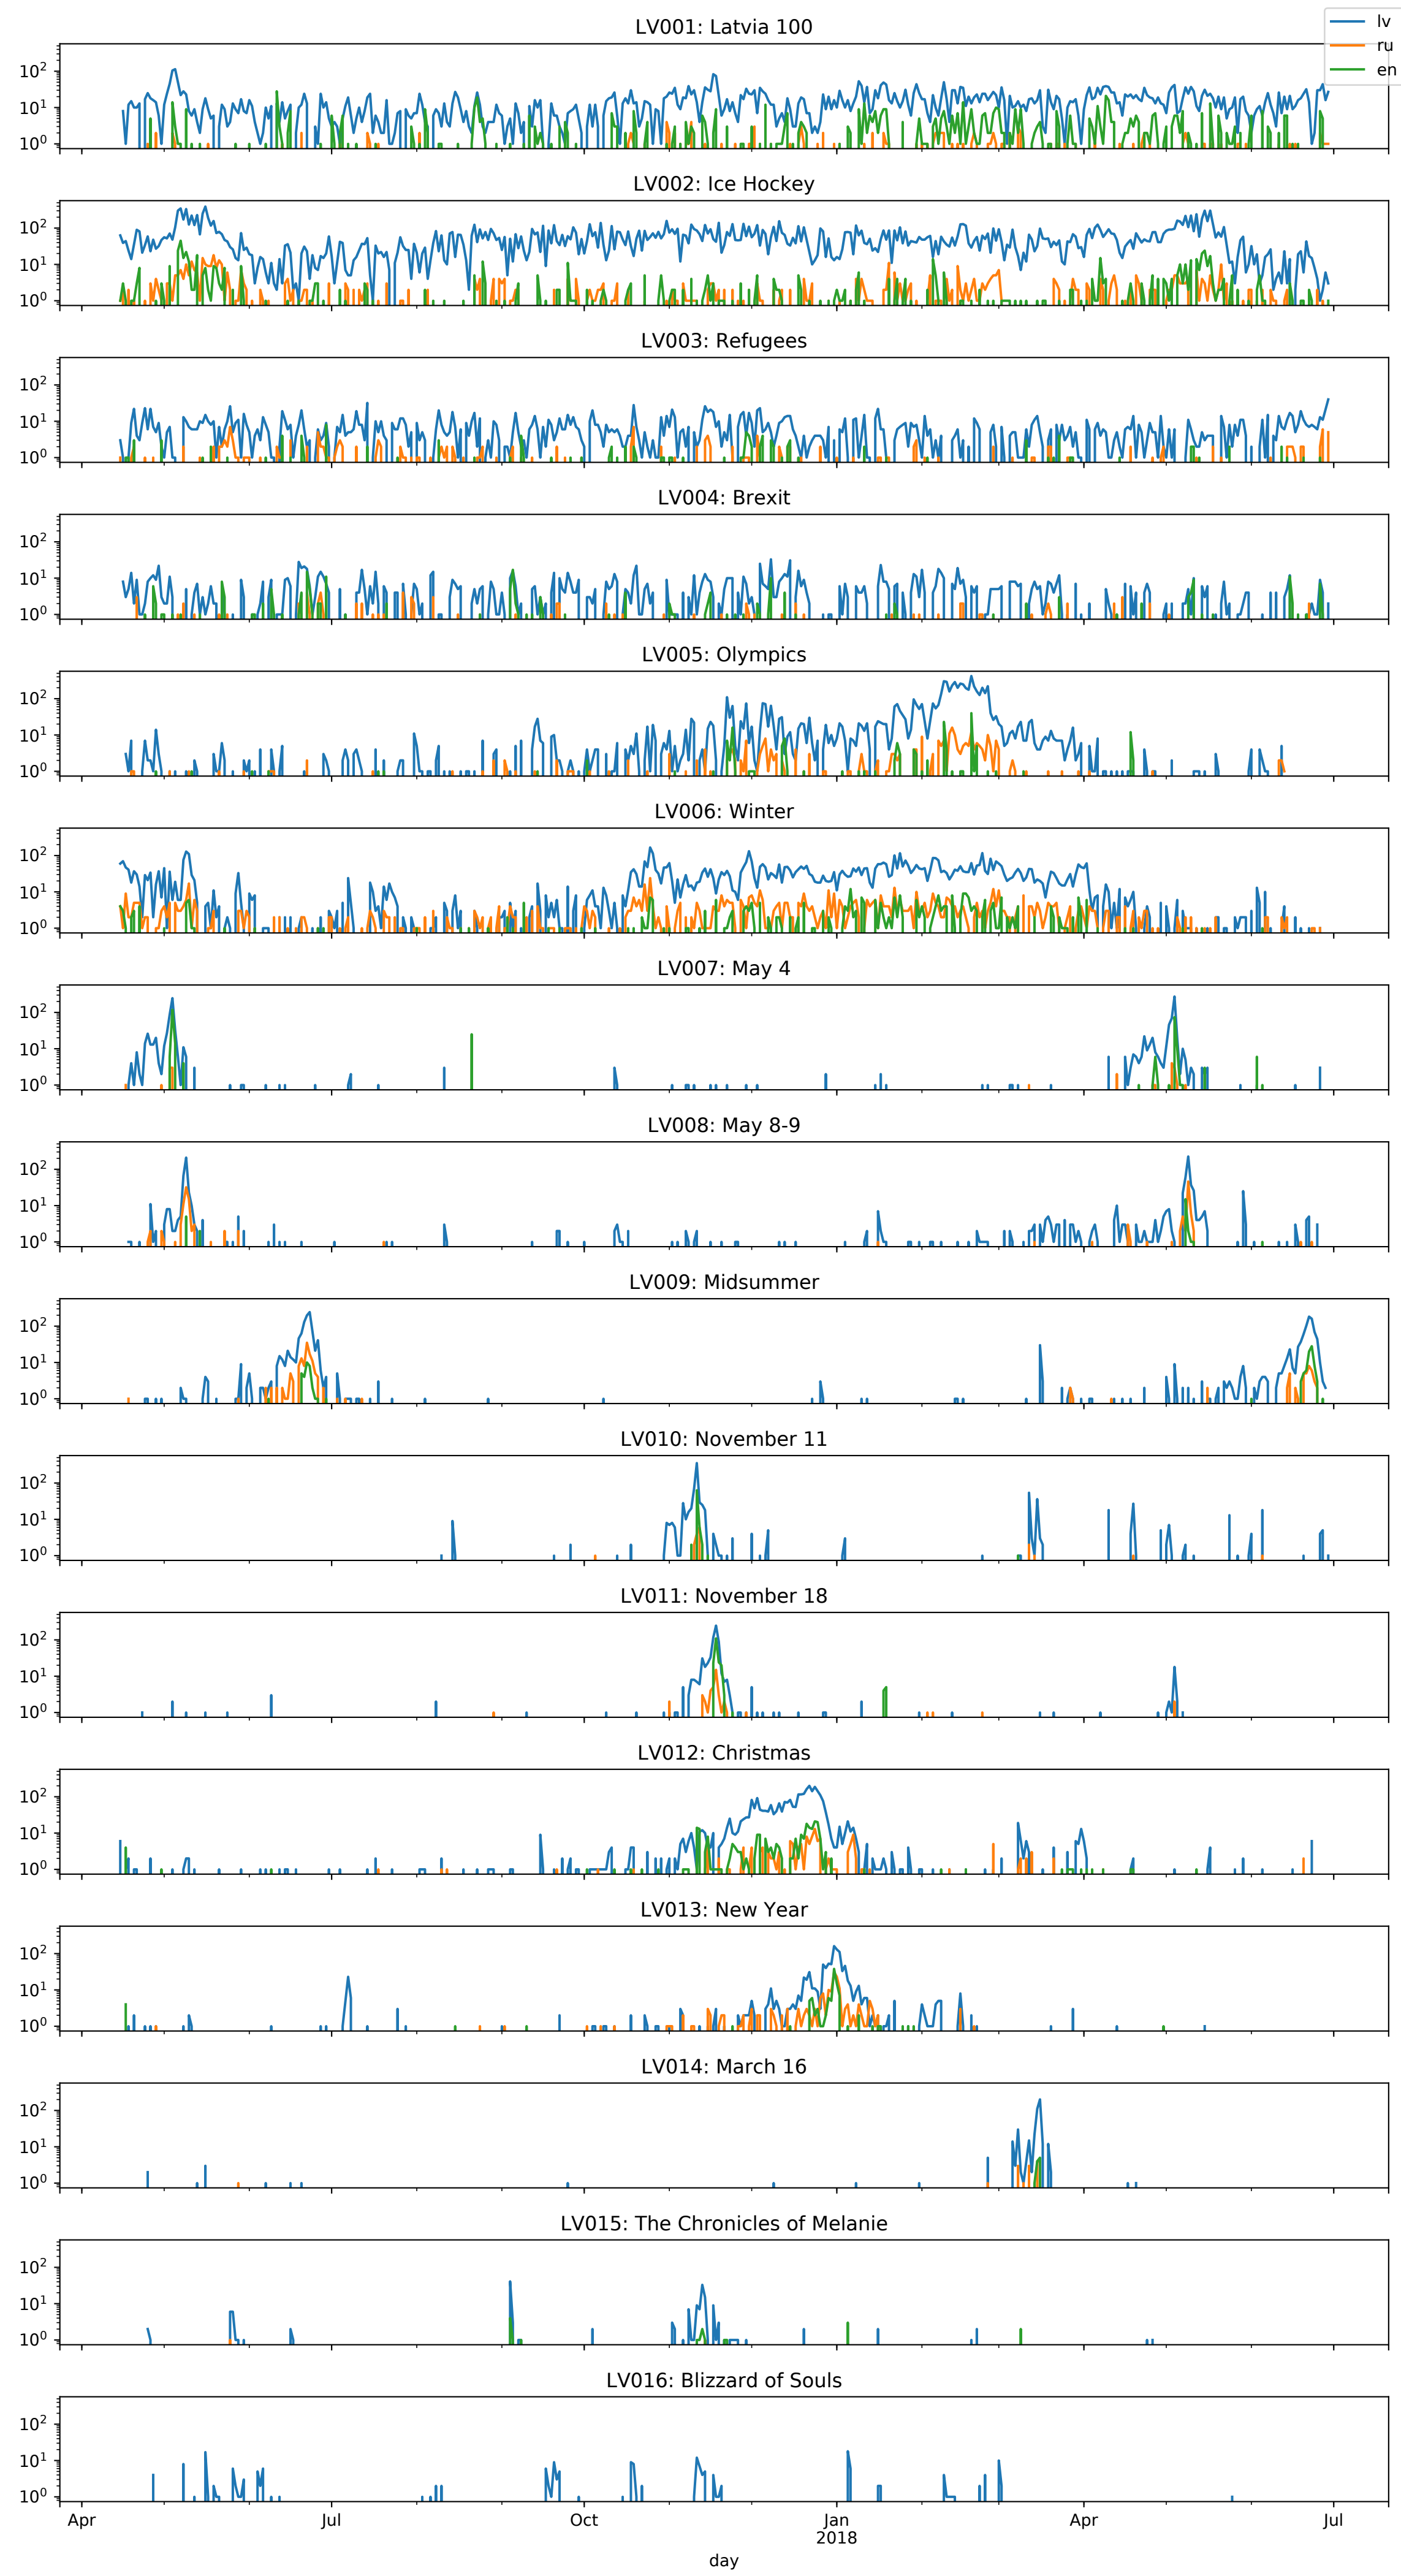 LV001: Latvia 100
lv
ru
en
10²
10¹
10⁰
LV002: Ice Hockey
10²
10¹
10⁰
LV003: Refugees
10²
10¹
10⁰
LV004: Brexit
10²
10¹
10⁰
LV005: Olympics
10²
10¹
10⁰
LV006: Winter
10²
10¹
10⁰
LV007: May 4
10²
10¹
10⁰
LV008: May 8-9
10²
10¹
10⁰
LV009: Midsummer
10²
10¹
10⁰
LV010: November 11
10²
10¹
10⁰
LV011: November 18
10²
10¹
10⁰
LV012: Christmas
10²
10¹
10⁰
LV013: New Year
10²
10¹
10⁰
LV014: March 16
10²
10¹
10⁰
LV015: The Chronicles of Melanie
10²
10¹
10⁰
LV016: Blizzard of Souls
10²
10¹
10⁰
Apr Jul Oct Jan Apr Jul
2018
day